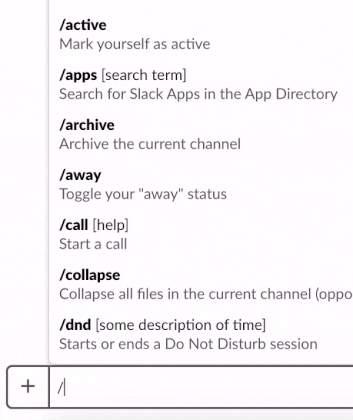 /active
Mark yourself as active
/apps [search term]
Search for Slack Apps in the App Directory
/archive
Archive the current channel
/away
Toggle your "away" status
/call [help]
Start a call
/collapse
Collapse all files in the current channel (oppo
/dnd [some description of time]
Starts or ends a Do Not Disturb session
+ /